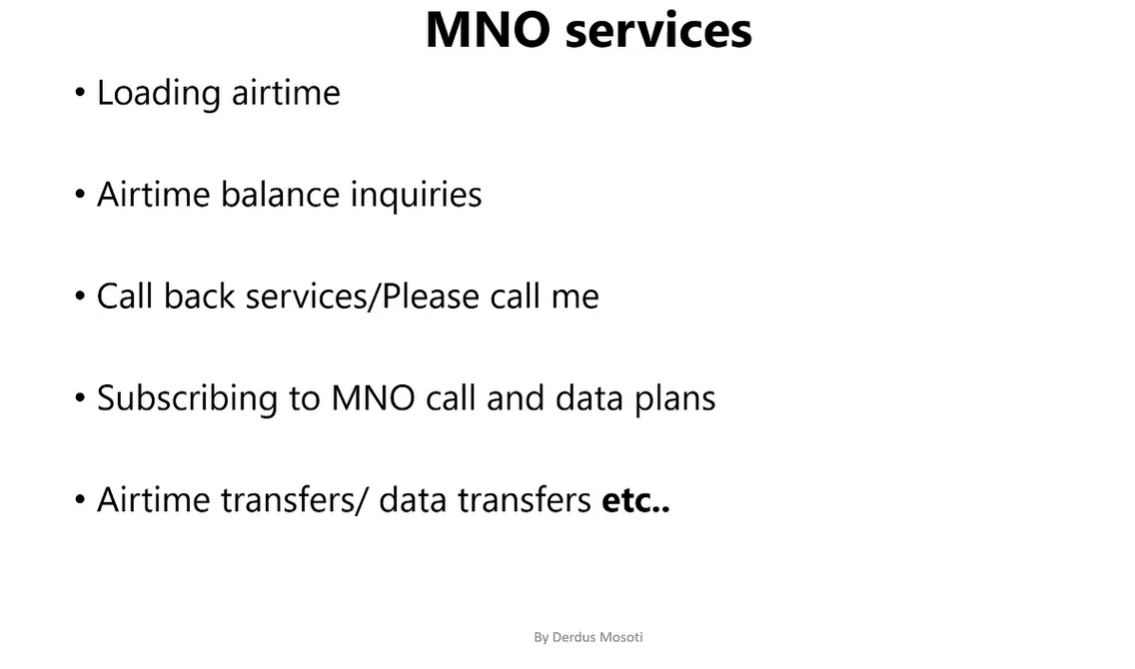 MNO services
• Loading airtime
• Airtime balance inquiries
• Call back services/Please call me
• Subscribing to MNO call and data plans
• Airtime transfers/ data transfers etc..
By Derdus Mosoti